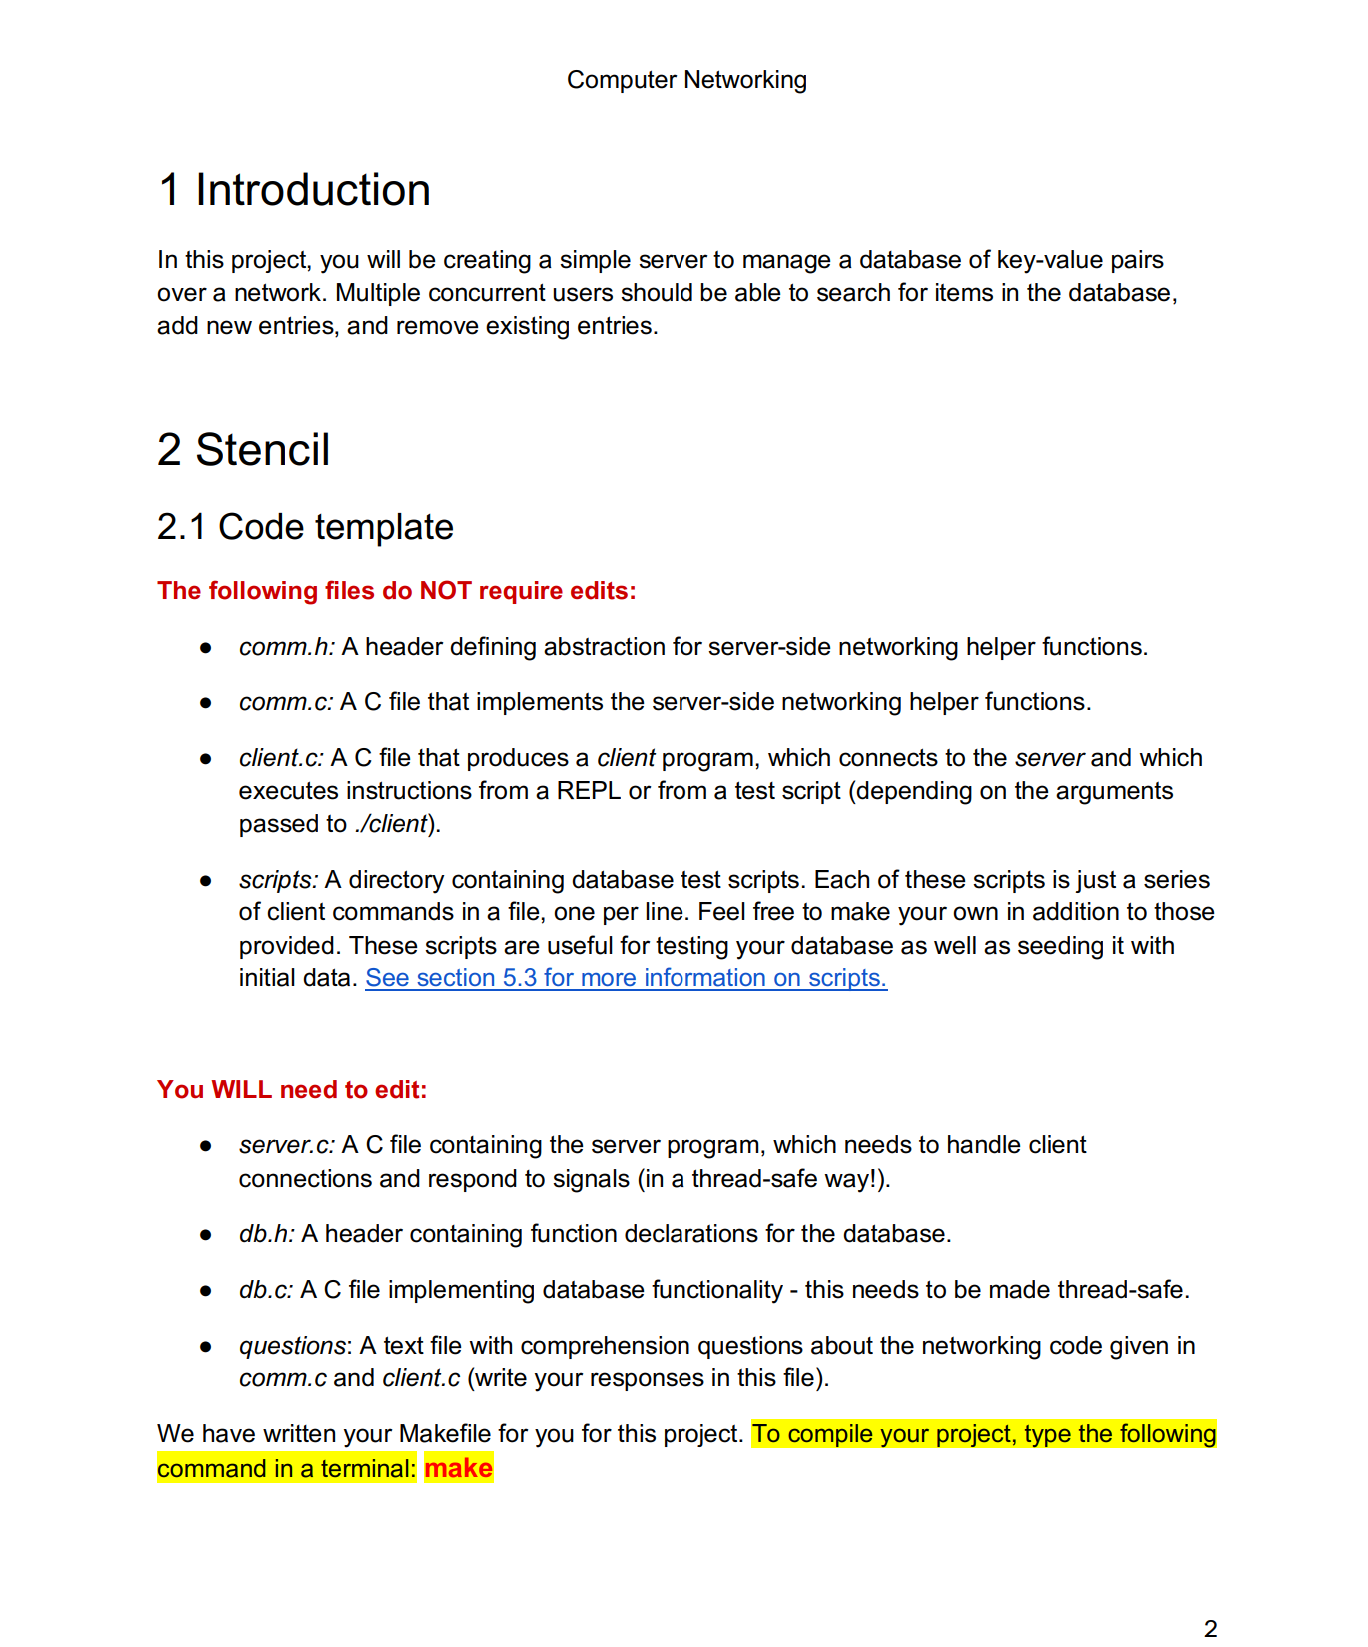 Computer Networking
1 Introduction
In this project, you will be creating a simple server to manage a database of key-value pairs
over a network. Multiple concurrent users should be able to search for items in the database,
add new entries, and remove existing entries.
2 Stencil
2.1 Code template
The following files do NOT require edits:
● comm.h: A header defining abstraction for server-side networking helper functions.
● comm.c: A C file that implements the server-side networking helper functions.
● client.c: A C file that produces a client program, which connects to the server and which
executes instructions from a REPL or from a test script (depending on the arguments
passed to ./client).
● scripts: A directory containing database test scripts. Each of these scripts is just a series
of client commands in a file, one per line. Feel free to make your own in addition to those
provided. These scripts are useful for testing your database as well as seeding it with
initial data. See section 5.3 for more information on scripts.
You WILL need to edit:
● server.c: A C file containing the server program, which needs to handle client
connections and respond to signals (in a thread-safe way!).
● db.h: A header containing function declarations for the database.
● db.c: A C file implementing database functionality - this needs to be made thread-safe.
● questions: A text file with comprehension questions about the networking code given in
comm.c and client.c (write your responses in this file).
We have written your Makefile for you for this project. To compile your project, type the following
command in a terminal: make
2